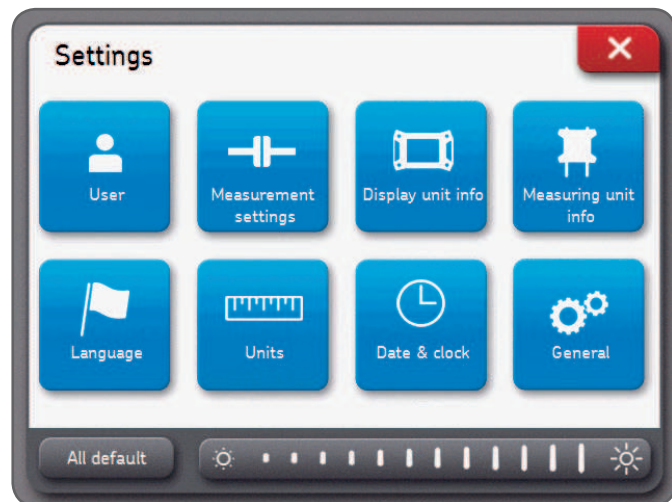 Settings
User
Measurement
settings
Display unit info
Measuring unit
info
Language
Units
Date & clock
General
All default